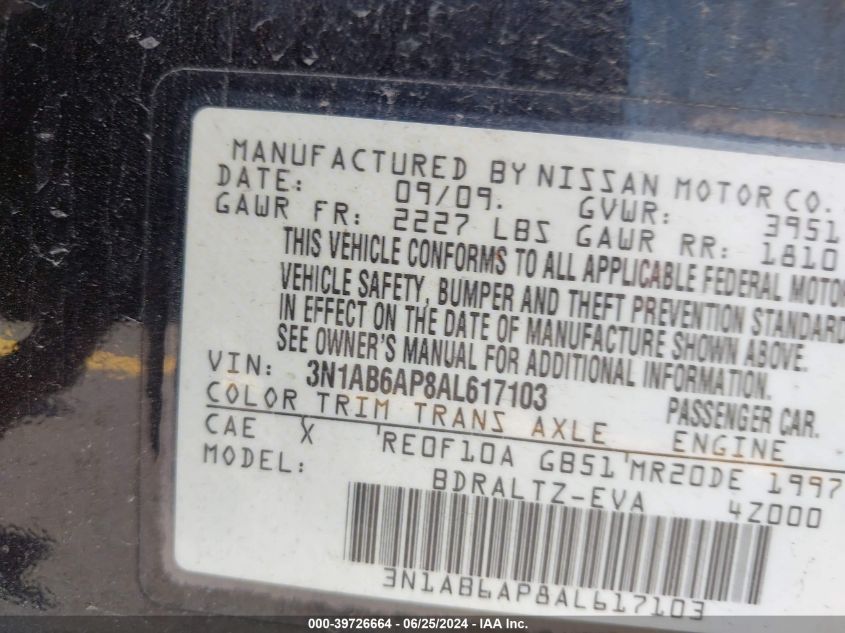 MANUFACTURED BY NISSAN MOTOR CO.
DATE: 09/09. GVWR: 3951
GAWR FR: 2227 LBS GAWR RR: 1810
THIS VEHICLE CONFORMS TO ALL APPLICABLE FEDERAL MOTOR
VEHICLE SAFETY, BUMPER AND THEFT PREVENTION STANDARD
IN EFFECT ON THE DATE OF MANUFACTURE SHOWN ABOVE.
SEE OWNER'S MANUAL FOR ADDITIONAL INFORMATION.
VIN: 3N1AB6AP8AL617103 PASSENGER CAR.
COLOR TRIM TRANS AXLE ENGINE
CAE X RE0F10A GB51 MR20DE 1997
MODEL: BDRALTZ-EVA 4Z000
3N1AB6AP8AL617103
000-39726664 - 06/25/2024 - IAA, Inc.